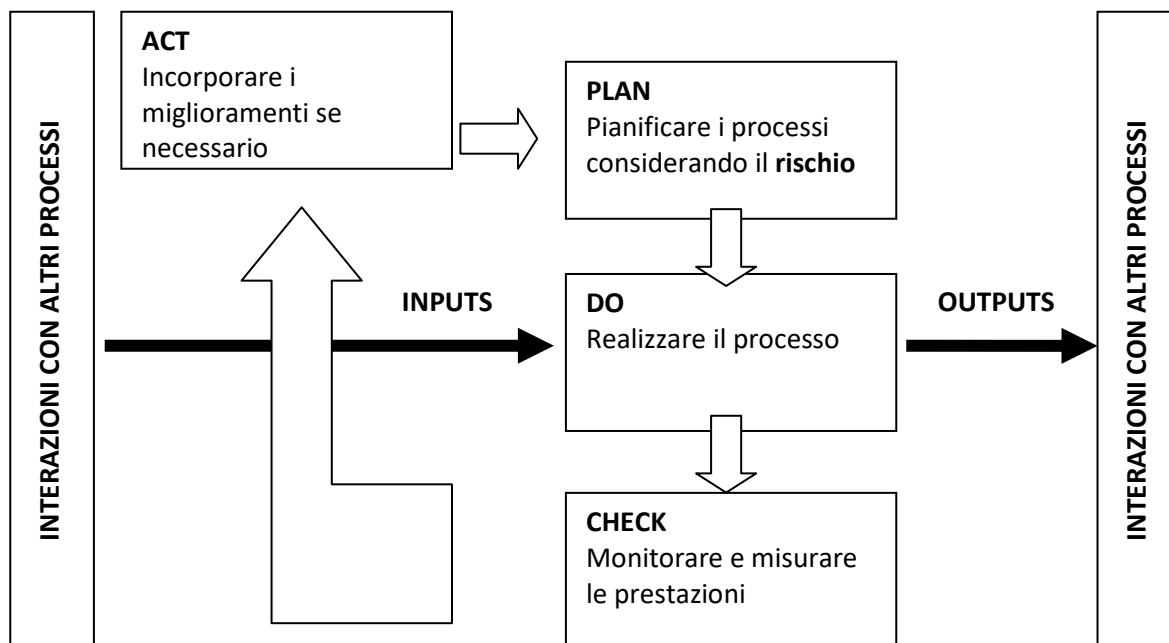 INTERAZIONI CON ALTRI PROCESSI
ACT
Incorporare i
miglioramenti se
necessario
PLAN
Pianificare i processi
considerando il rischio
INPUTS
DO
Realizzare il processo
OUTPUTS
CHECK
Monitorare e misurare
le prestazioni
INTERAZIONI CON ALTRI PROCESSI